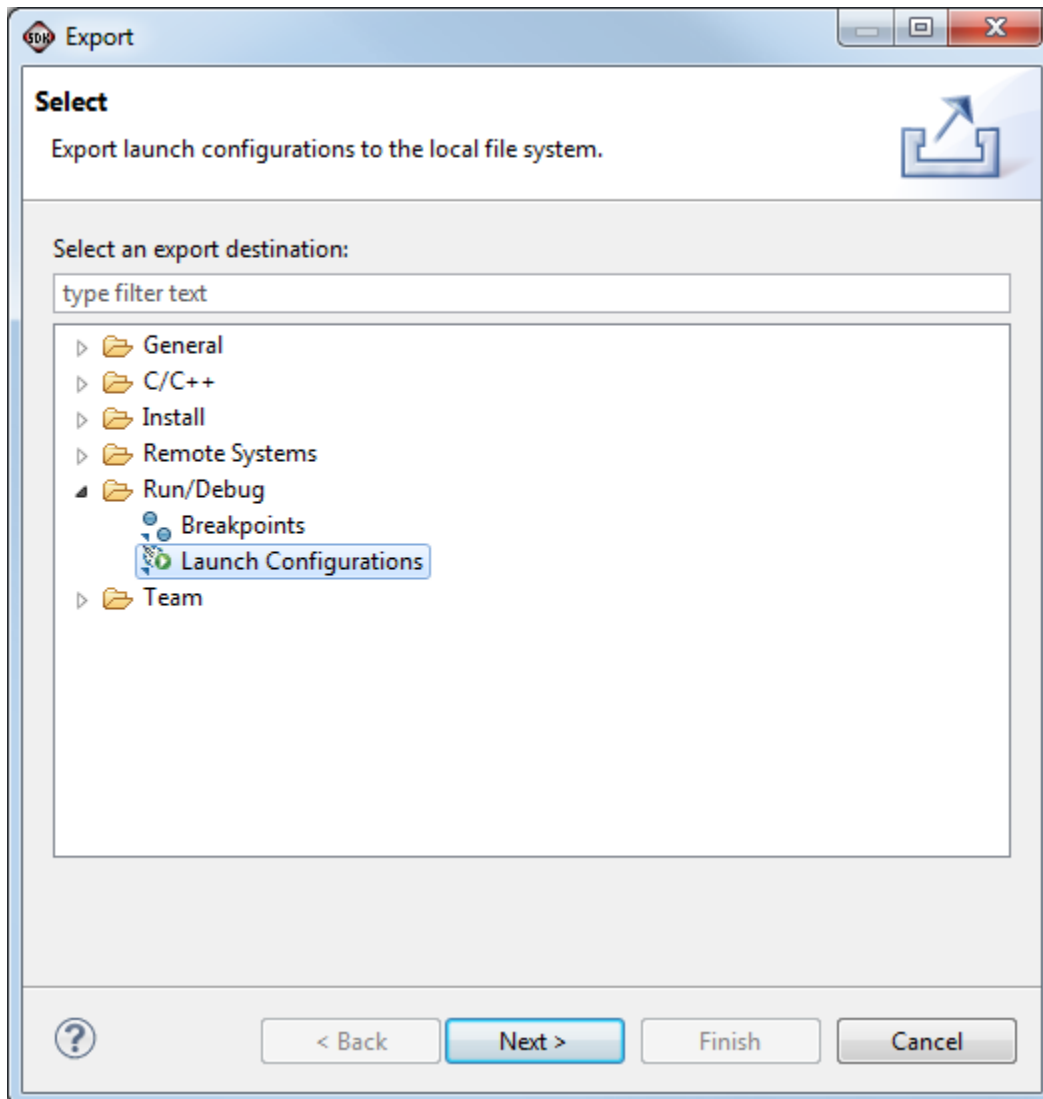 SDK Export
Select
Export launch configurations to the local file system.
Select an export destination:
type filter text
General
C/C++
Install
Remote Systems
Run/Debug
Breakpoints
Launch Configurations
Team
? < Back Next > Finish Cancel